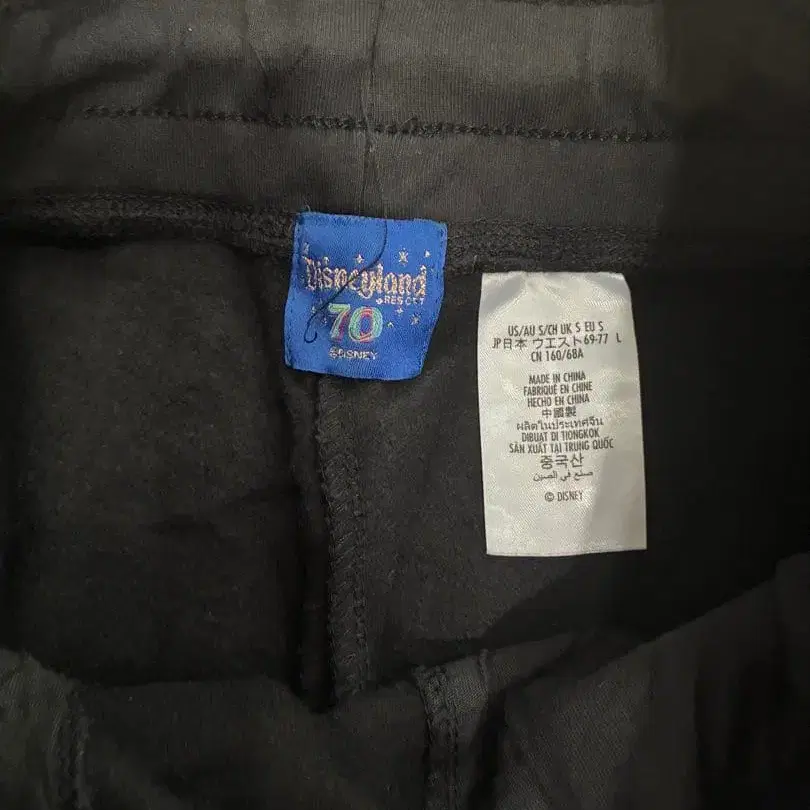 Disneyland
RESORT
70
©DISNEY
US/AU S/CH UK S EU S
JP日本 ウエスト69-77 L
CN 160/68A
MADE IN CHINA
FABRIQUÉ EN CHINE
HECHO EN CHINA
中國製
ผลิตในประเทศจีน
DIBUAT DI TIONGKOK
SẢN XUẤT TẠI TRUNG QUỐC
중국산
صنع في الصين
© DISNEY